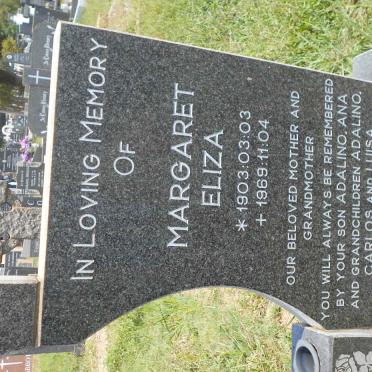 IN LOVING MEMORY
OF
MARGARET
ELIZA
* 1903:03:03
+ 1969:11:04
OUR BELOVED MOTHER AND
GRANDMOTHER
YOU WILL ALWAYS BE REMEMBERED
BY YOUR SON ADALINO, ANA
AND GRANDCHILDREN ADALINO,
CARLOS AND LUISA